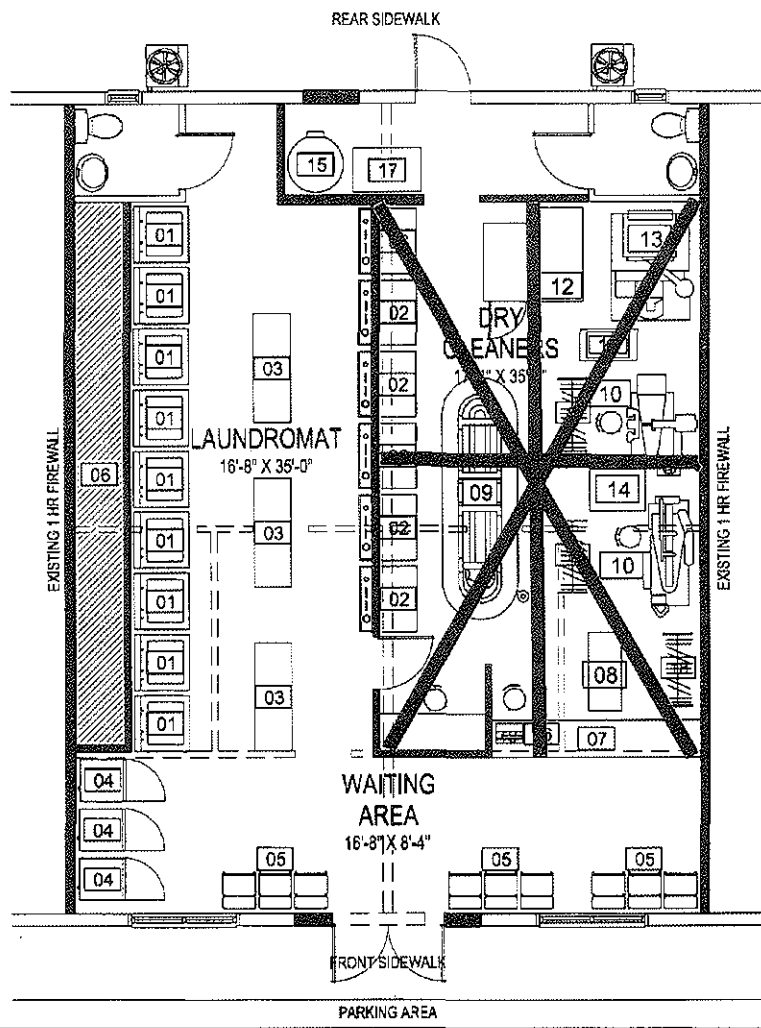 REAR SIDEWALK
15
17
01
13
01
12
02
DRY
CLEANERS
01
03
02
10
01
LAUNDROMAT
16'-8" X 35'-0"
EXISTING 1 HR FIREWALL
06
01
09
14
EXISTING 1 HR FIREWALL
01
03
02
10
01
02
01
03
08
01
07
04
WAITING
AREA
16'-8" X 8'-4"
04
04
05
05
05
FRONT SIDEWALK
PARKING AREA